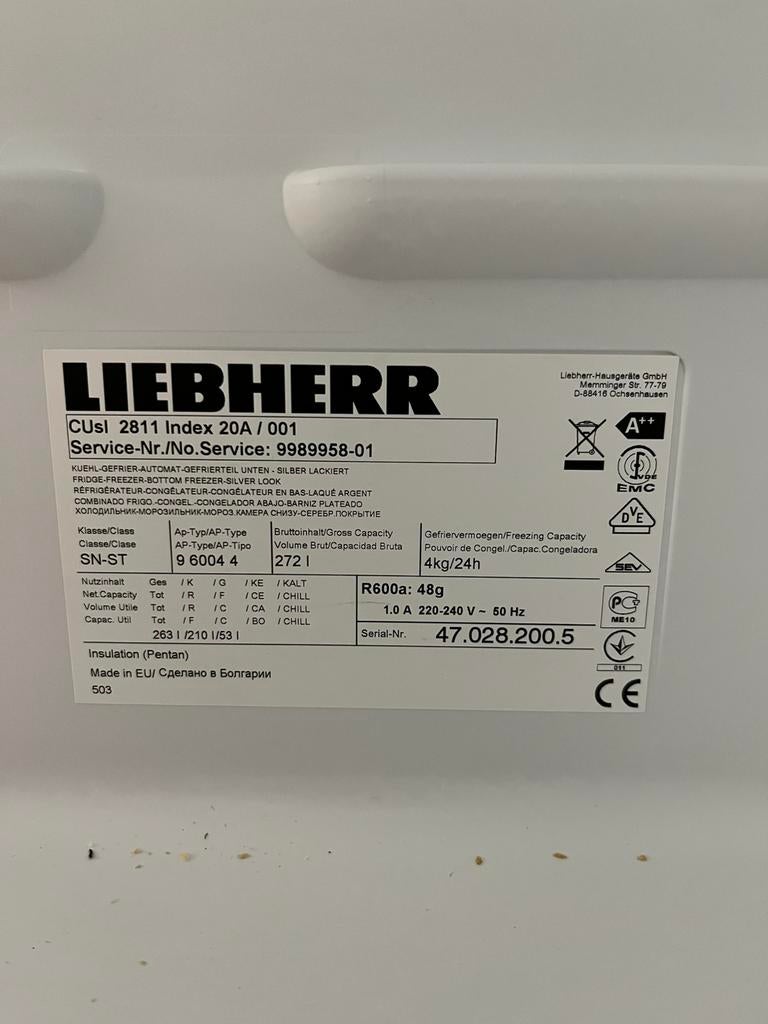 LIEBHERR
Liebherr-Hausgeräte GmbH
Memminger Str. 77-79
D-88416 Ochsenhausen
CUsl 2811 Index 20A / 001
Service-Nr./No.Service: 9989958-01
A++
KUEHL-GEFRIER-AUTOMAT-GEFRIERTEIL UNTEN - SILBER LACKIERT
FRIDGE-FREEZER-BOTTOM FREEZER-SILVER LOOK
RÉFRIGÉRATEUR-CONGÉLATEUR-CONGÉLATEUR EN BAS-LAQUÉ ARGENT
COMBINADO FRIGO.-CONGEL.-CONGELADOR ABAJO-BARNIZ PLATEADO
ХОЛОДИЛЬНИК-МОРОЗИЛЬНИК-МОРОЗ.КАМЕРА СНИЗУ-СЕРЕБР.ПОКРЫТИЕ
VDE
EMC
DVE
Klasse/Class
Classe/Clase
SN-ST
Ap-Typ/AP-Type
AP-Type/AP-Tipo
9 6004 4
Bruttoinhalt/Gross Capacity
Volume Brut/Capacidad Bruta
272 l
Gefriervermoegen/Freezing Capacity
Pouvoir de Congel./Capac.Congeladora
4kg/24h
SEV
Nutzinhalt Ges / K / G / KE / KALT
Net.Capacity Tot / R / F / CE / CHILL
Volume Utile Tot / R / C / CA / CHILL
Capac. Util Tot / F / C / BO / CHILL
263 l /210 l/53 l
R600a: 48g
1.0 A 220-240 V ~ 50 Hz
Serial-Nr. 47.028.200.5
ME10
011
Insulation (Pentan)
Made in EU/ Сделано в Болгарии
503
CE